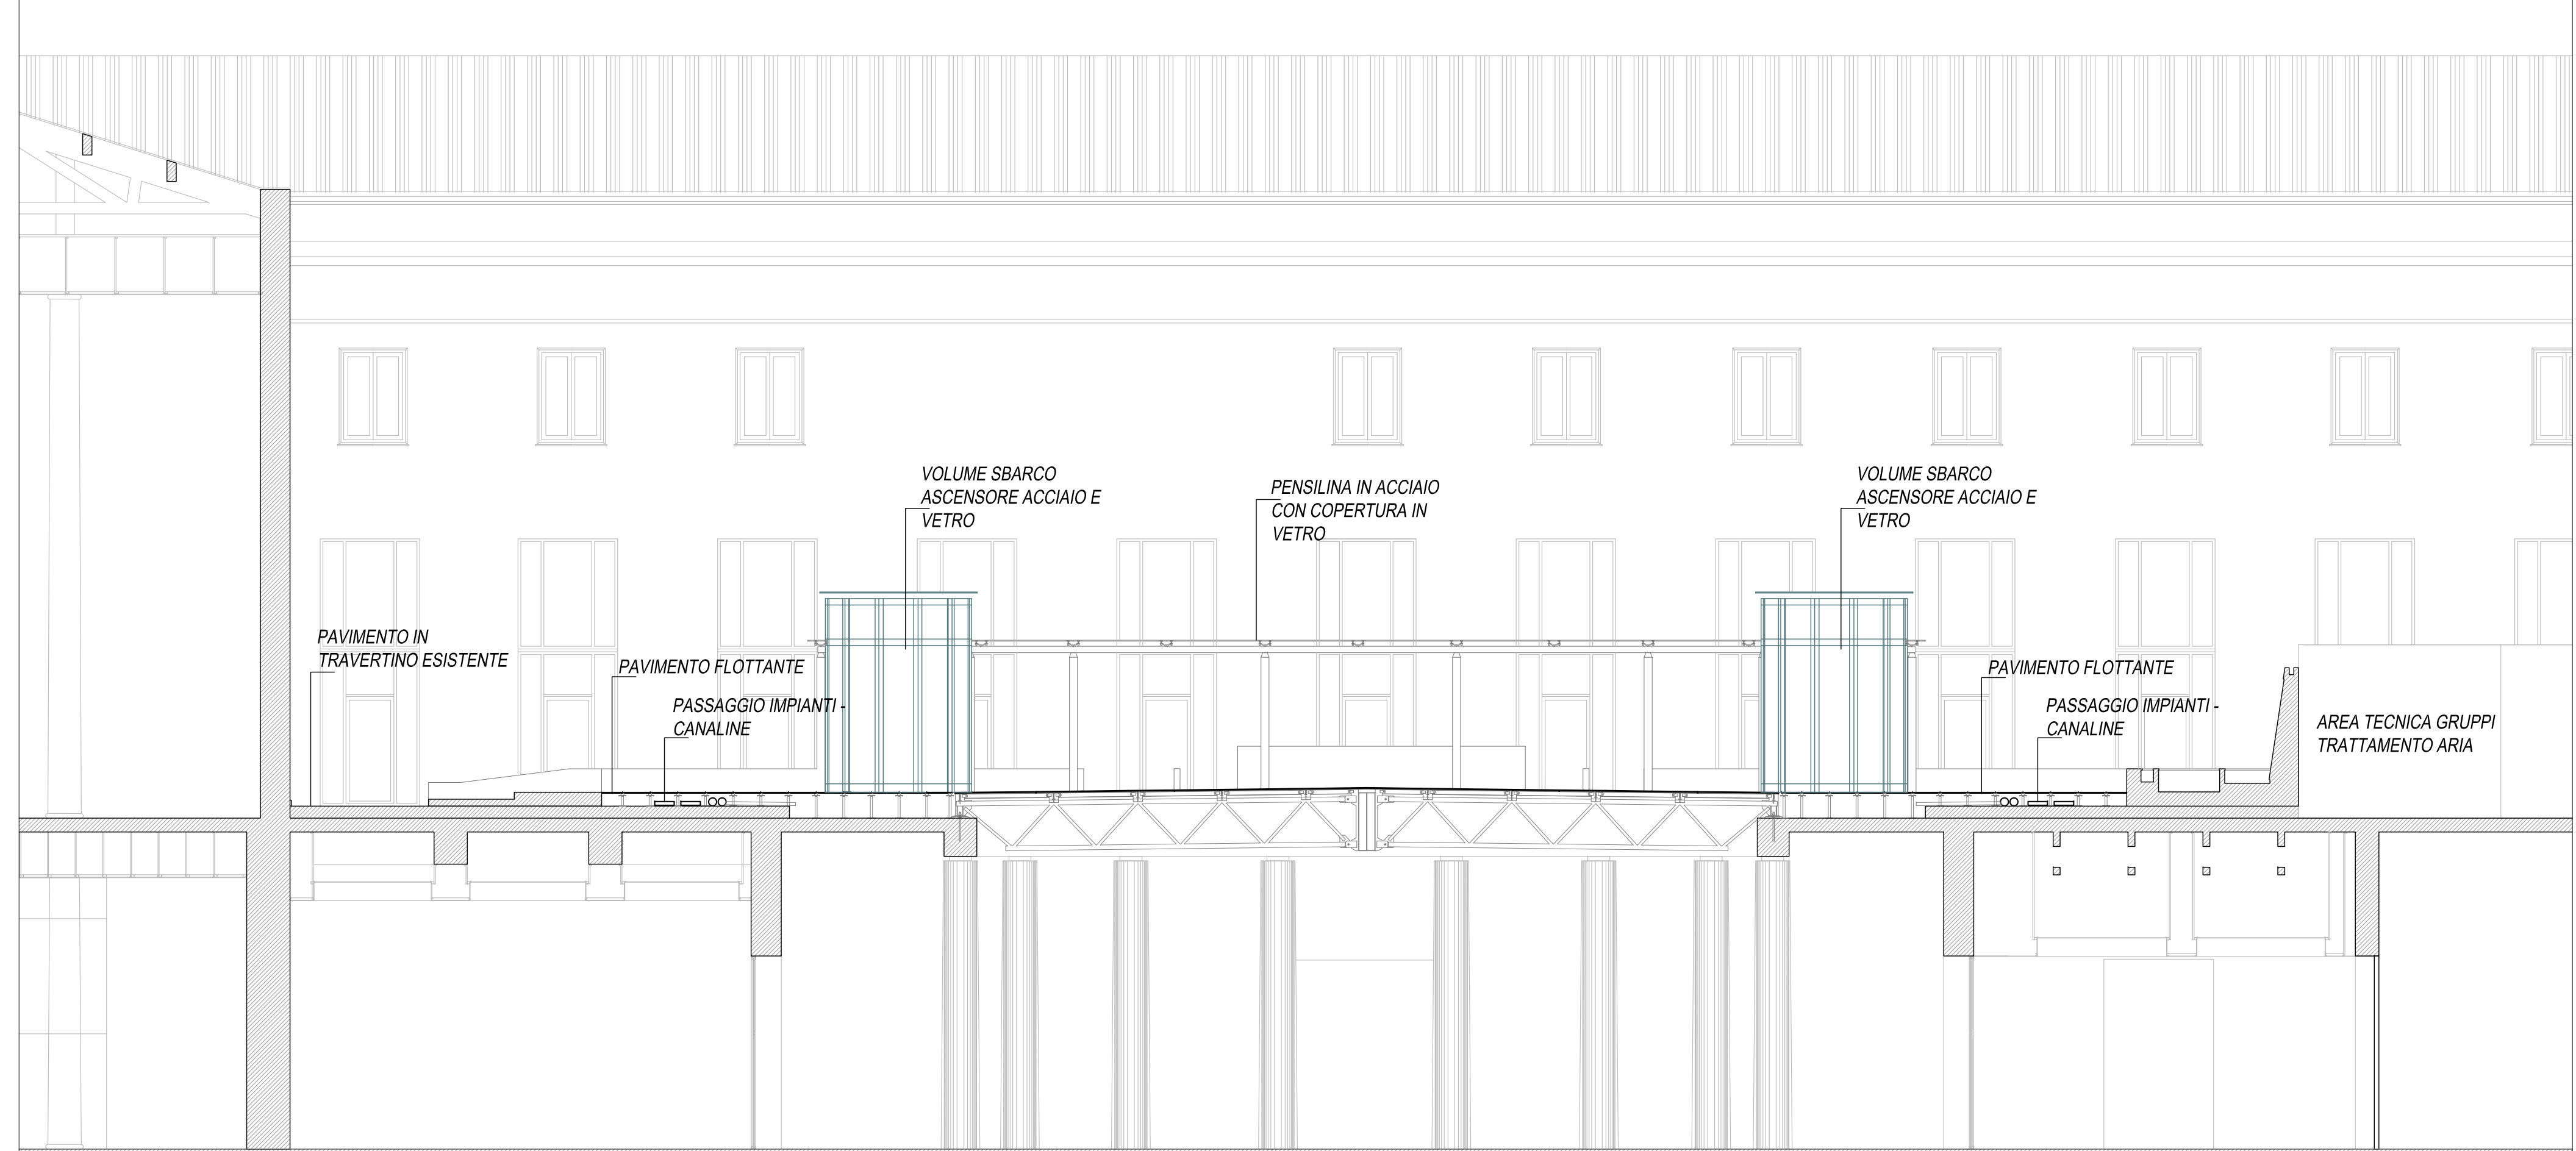 VOLUME SBARCO
ASCENSORE ACCIAIO E
VETRO
PENSILINA IN ACCIAIO
CON COPERTURA IN
VETRO
VOLUME SBARCO
ASCENSORE ACCIAIO E
VETRO
PAVIMENTO IN
TRAVERTINO ESISTENTE
PAVIMENTO FLOTTANTE
PASSAGGIO IMPIANTI -
CANALINE
PAVIMENTO FLOTTANTE
PASSAGGIO IMPIANTI -
CANALINE
AREA TECNICA GRUPPI
TRATTAMENTO ARIA